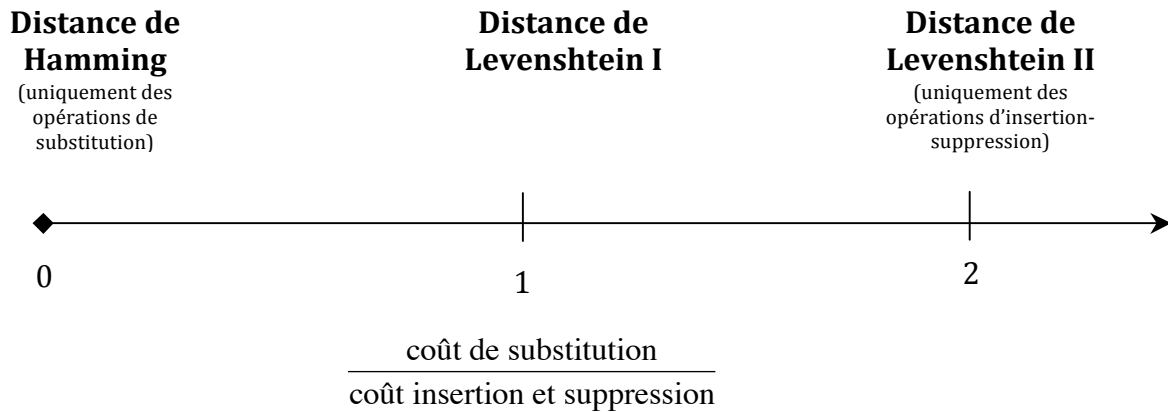 Distance de
Hamming
(uniquement des
opérations de
substitution)
Distance de
Levenshtein I
Distance de
Levenshtein II
(uniquement des
opérations d'insertion-
suppression)
0
1
2
coût de substitution
coût insertion et suppression